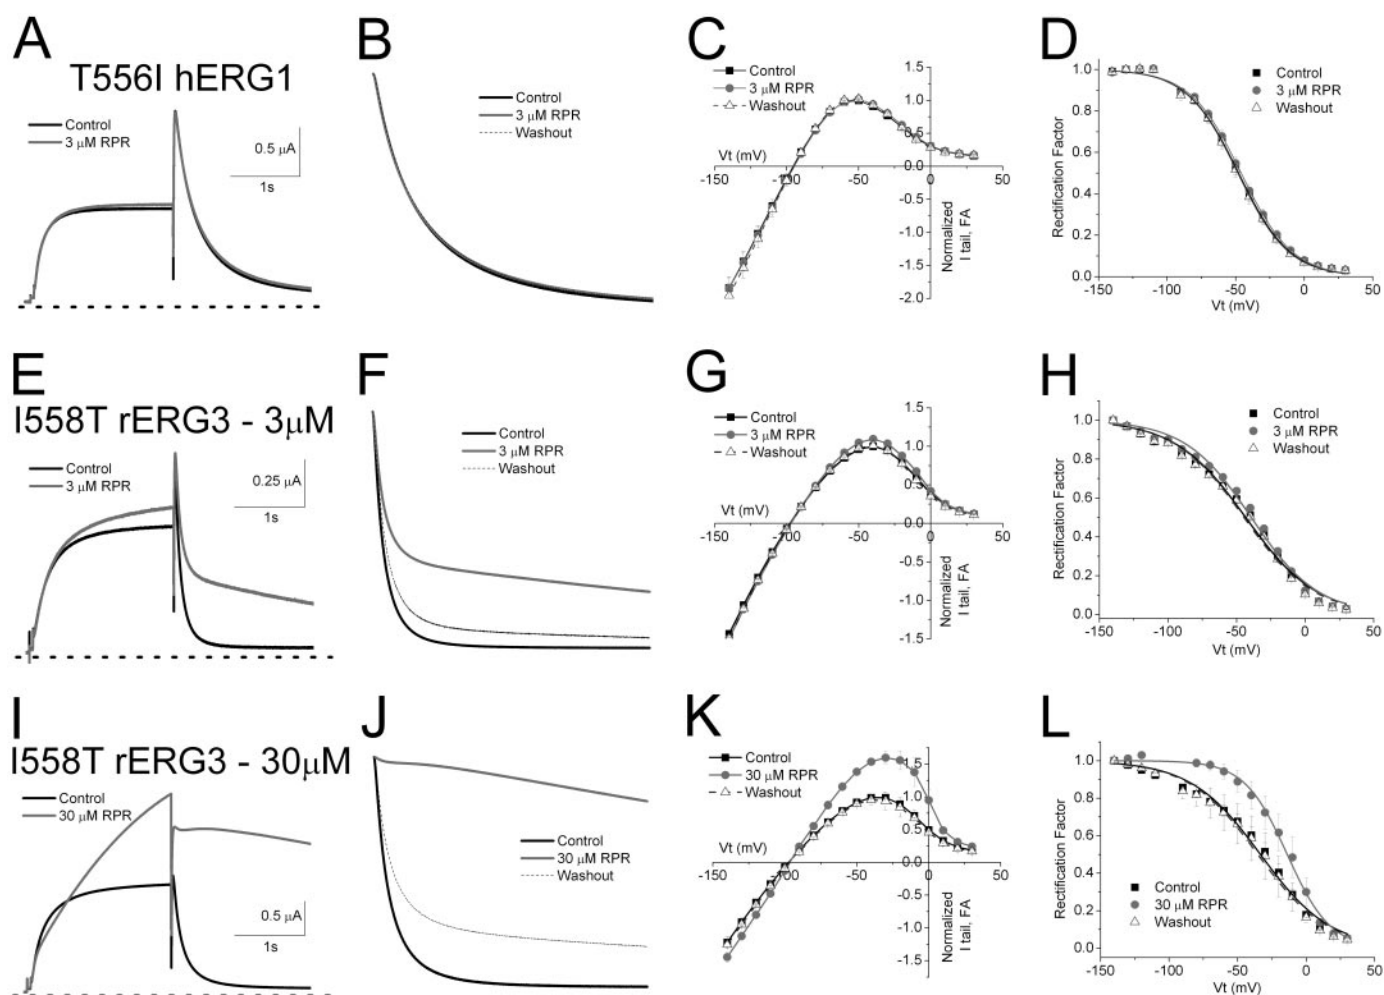 A
T556I hERG1
Control
3 μM RPR
0.5 μA
1s
B
Control
3 μM RPR
Washout
C
Control
3 μM RPR
Washout
Vt (mV)
-150 -100 -50 0 50
1.5
1.0
0.5
0.0
-0.5
-1.0
-1.5
-2.0
Normalized
I tail, FA
D
Control
3 μM RPR
Washout
Rectification Factor
1.0
0.8
0.6
0.4
0.2
0.0
-150 -100 -50 0 50
Vt (mV)
E
I558T rERG3 - 3μM
Control
3 μM RPR
0.25 μA
1s
F
Control
3 μM RPR
Washout
G
Control
3 μM RPR
Washout
Vt (mV)
-150 -100 -50 0 50
1.5
1.0
0.5
0.0
-0.5
-1.0
-1.5
Normalized
I tail, FA
H
Control
3 μM RPR
Washout
Rectification Factor
1.0
0.8
0.6
0.4
0.2
0.0
-150 -100 -50 0 50
Vt (mV)
I
I558T rERG3 - 30μM
Control
30 μM RPR
0.5 μA
1s
J
Control
30 μM RPR
Washout
K
Control
30 μM RPR
Washout
Vt (mV)
-150 -100 -50 0 50
1.5
1.0
0.5
0.0
-0.5
-1.0
-1.5
Normalized
I tail, FA
L
Control
30 μM RPR
Washout
Rectification Factor
1.0
0.8
0.6
0.4
0.2
0.0
-150 -100 -50 0 50
Vt (mV)